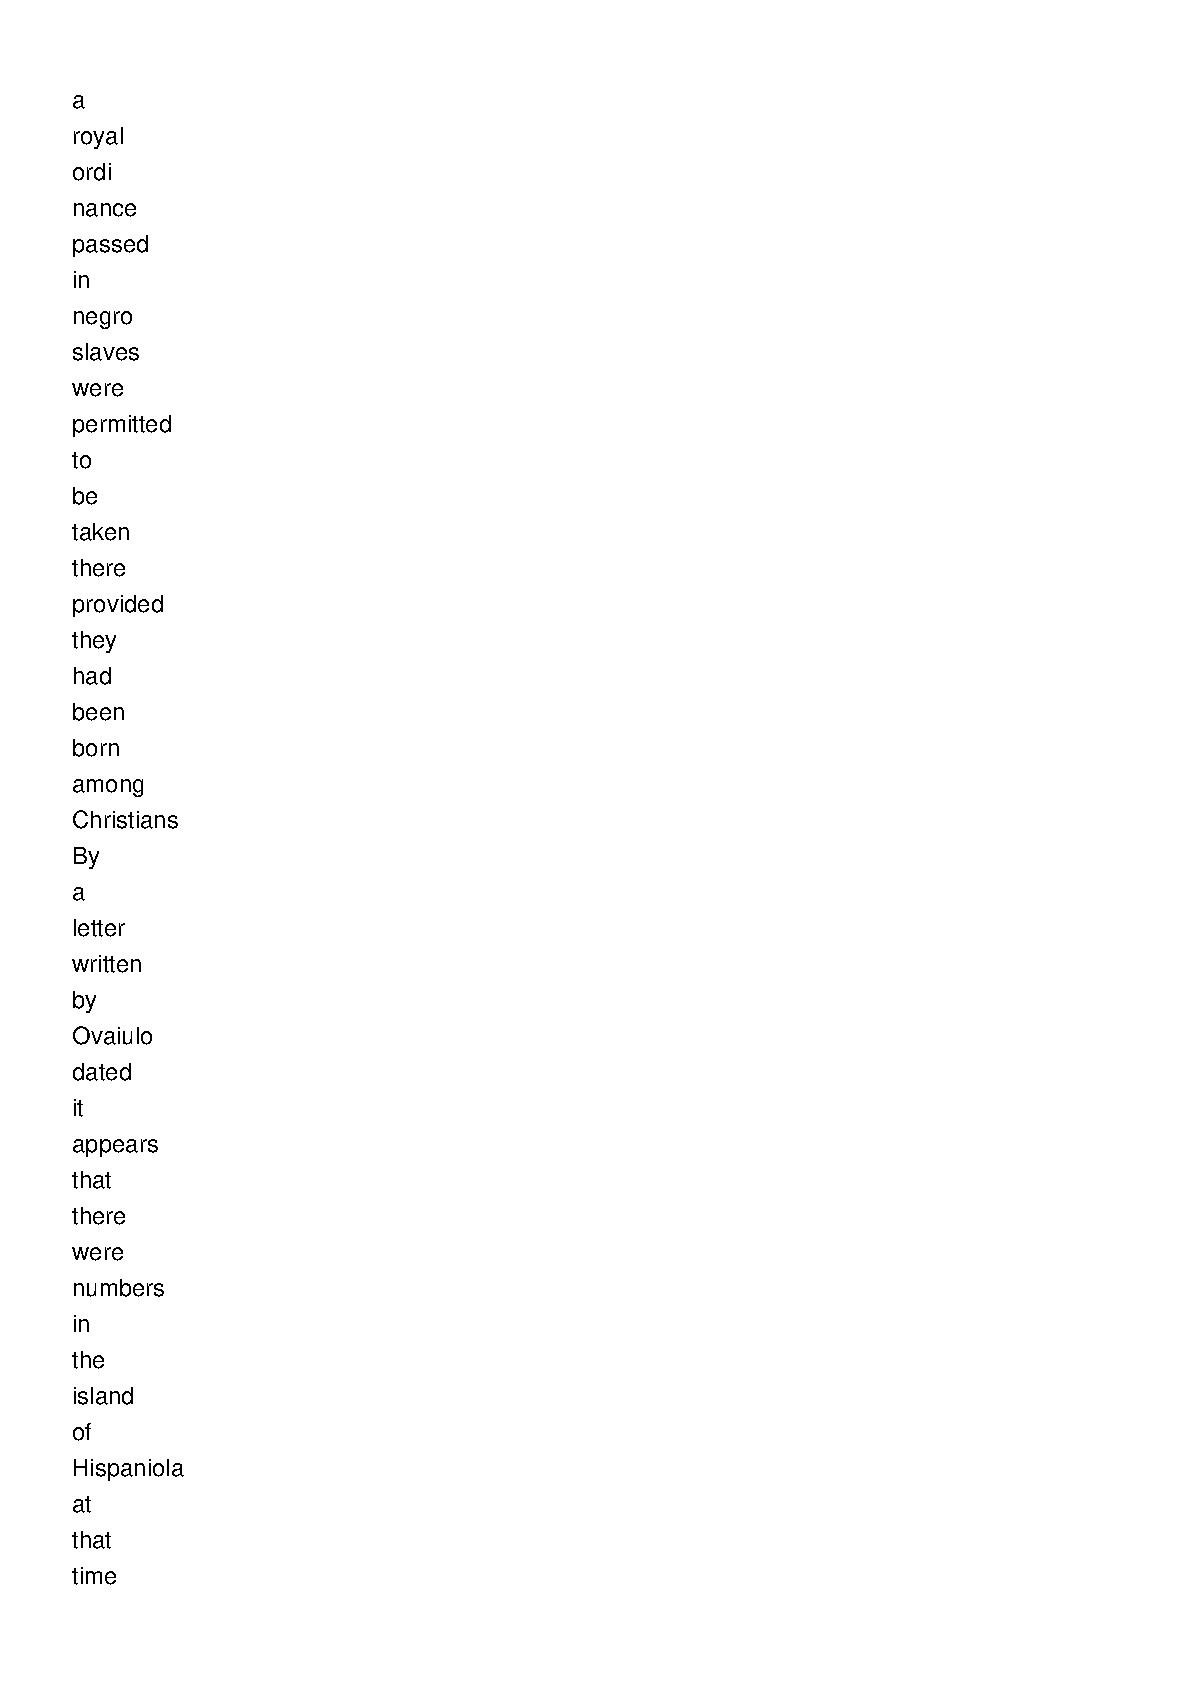 a
royal
ordi
nance
passed
in
negro
slaves
were
permitted
to
be
taken
there
provided
they
had
been
born
among
Christians
By
a
letter
written
by
Ovaiulo
dated
it
appears
that
there
were
numbers
in
the
island
of
Hispaniola
at
that
time